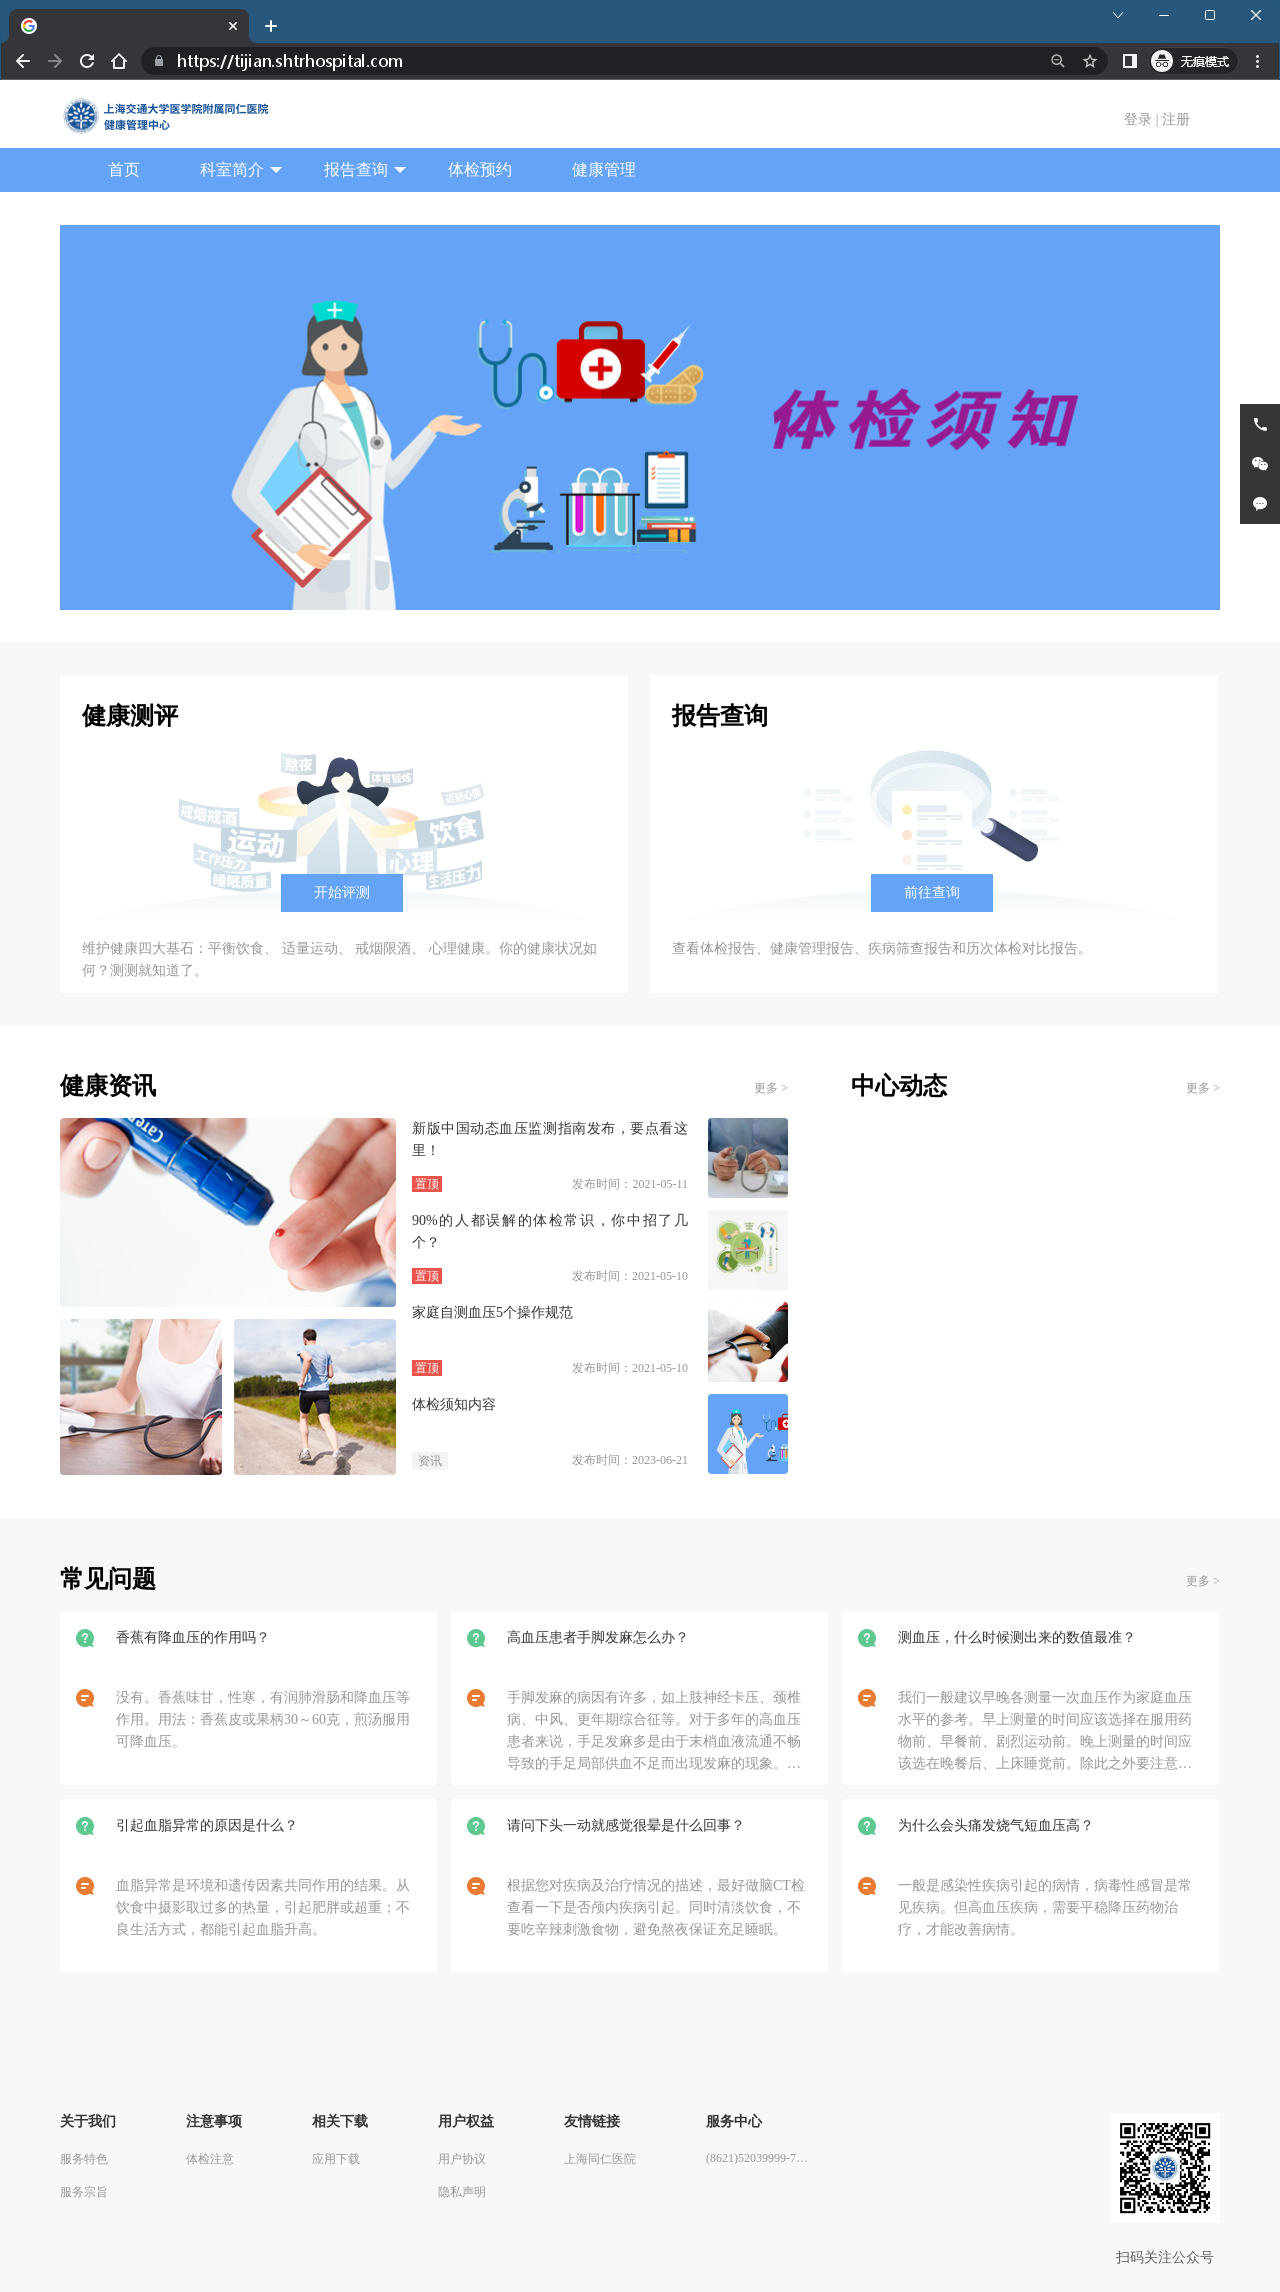 https://tijian.shtrhospital.com
无痕模式
上海交通大学医学院附属同仁医院
健康管理中心
登录 | 注册
首页
科室简介
报告查询
体检预约
健康管理
体检须知
健康测评
熬夜
体育锻炼
近期心情
戒烟戒酒
运动
饮食
工作压力
心理
睡眠质量
生活压力
开始评测
维护健康四大基石：平衡饮食、 适量运动、 戒烟限酒、 心理健康。你的健康状况如
何？测测就知道了。
报告查询
前往查询
查看体检报告、健康管理报告、疾病筛查报告和历次体检对比报告。
健康资讯
更多 >
新版中国动态血压监测指南发布，要点看这
里！
置顶
发布时间：2021-05-11
90%的人都误解的体检常识，你中招了几
个？
置顶
发布时间：2021-05-10
家庭自测血压5个操作规范
置顶
发布时间：2021-05-10
体检须知内容
资讯
发布时间：2023-06-21
中心动态
更多 >
常见问题
更多 >
香蕉有降血压的作用吗？
没有。香蕉味甘，性寒，有润肺滑肠和降血压等
作用。用法：香蕉皮或果柄30～60克，煎汤服用
可降血压。
高血压患者手脚发麻怎么办？
手脚发麻的病因有许多，如上肢神经卡压、颈椎
病、中风、更年期综合征等。对于多年的高血压
患者来说，手足发麻多是由于末梢血液流通不畅
导致的手足局部供血不足而出现发麻的现象。…
测血压，什么时候测出来的数值最准？
我们一般建议早晚各测量一次血压作为家庭血压
水平的参考。早上测量的时间应该选择在服用药
物前、早餐前、剧烈运动前。晚上测量的时间应
该选在晚餐后、上床睡觉前。除此之外要注意…
引起血脂异常的原因是什么？
血脂异常是环境和遗传因素共同作用的结果。从
饮食中摄影取过多的热量，引起肥胖或超重；不
良生活方式，都能引起血脂升高。
请问下头一动就感觉很晕是什么回事？
根据您对疾病及治疗情况的描述，最好做脑CT检
查看一下是否颅内疾病引起。同时清淡饮食，不
要吃辛辣刺激食物，避免熬夜保证充足睡眠。
为什么会头痛发烧气短血压高？
一般是感染性疾病引起的病情，病毒性感冒是常
见疾病。但高血压疾病，需要平稳降压药物治
疗，才能改善病情。
关于我们
服务特色
服务宗旨
注意事项
体检注意
相关下载
应用下载
用户权益
用户协议
隐私声明
友情链接
上海同仁医院
服务中心
(8621)52039999-7…
扫码关注公众号